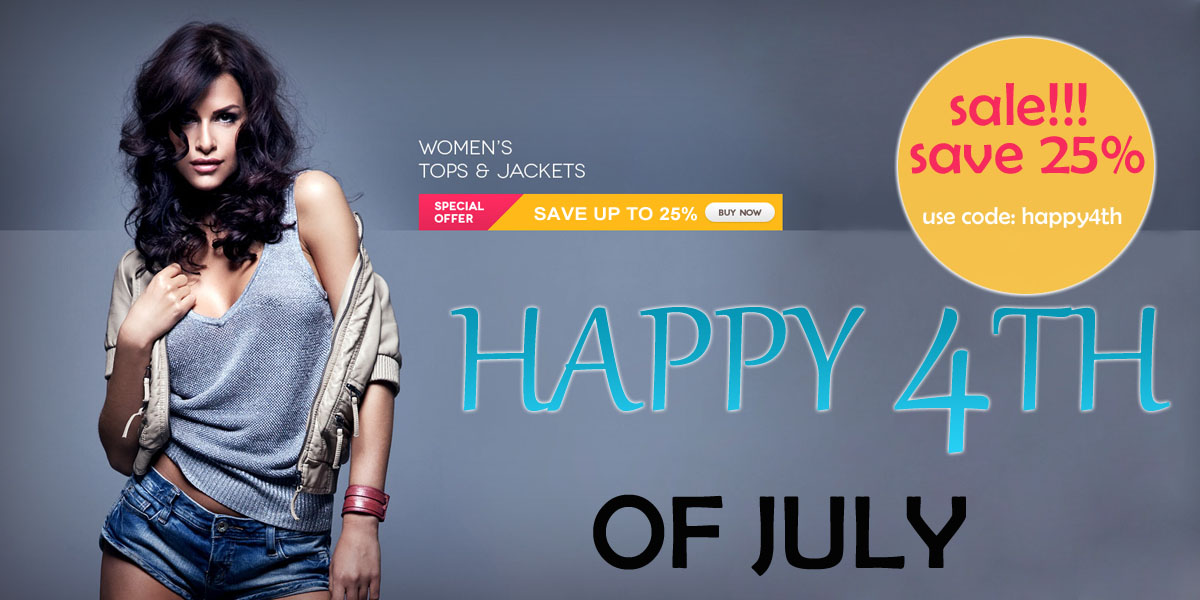 WOMEN'S
TOPS & JACKETS
SPECIAL
OFFER
SAVE UP TO 25%
BUY NOW
sale!!!
save 25%
use code: happy4th
HAPPY 4TH
OF JULY